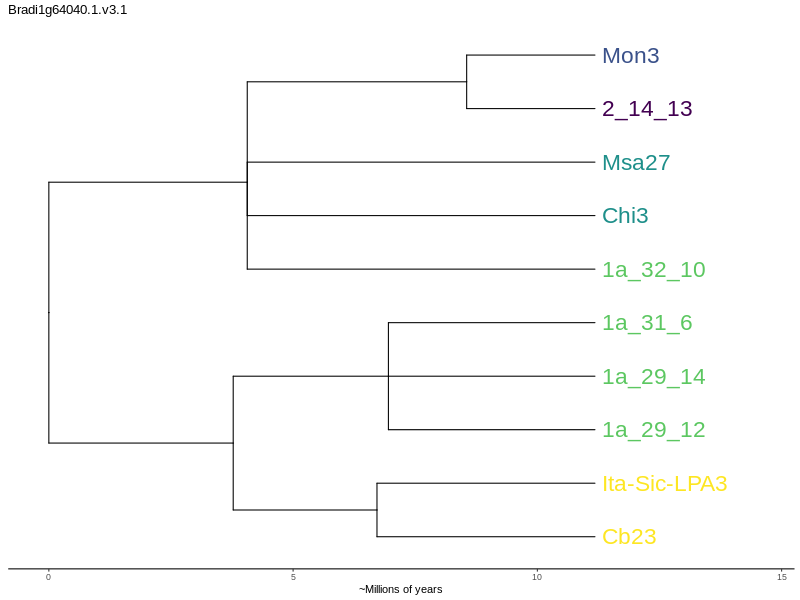 Bradi1g64040.1.v3.1
Mon3
2_14_13
Msa27
Chi3
1a_32_10
1a_31_6
1a_29_14
1a_29_12
Ita-Sic-LPA3
Cb23
0 5 10 15
~Millions of years